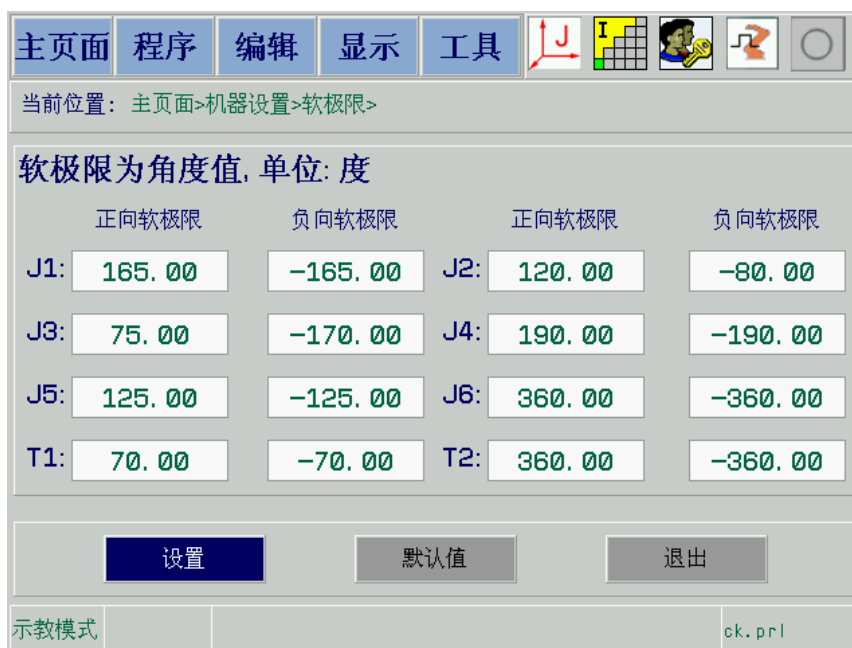 主页面 程序 编辑 显示 工具 J I
当前位置: 主页面>机器设置>软极限>
软极限为角度值, 单位: 度
正向软极限 负向软极限 正向软极限 负向软极限
J1: 165.00 -165.00 J2: 120.00 -80.00
J3: 75.00 -170.00 J4: 190.00 -190.00
J5: 125.00 -125.00 J6: 360.00 -360.00
T1: 70.00 -70.00 T2: 360.00 -360.00
设置 默认值 退出
示教模式 ck.prl